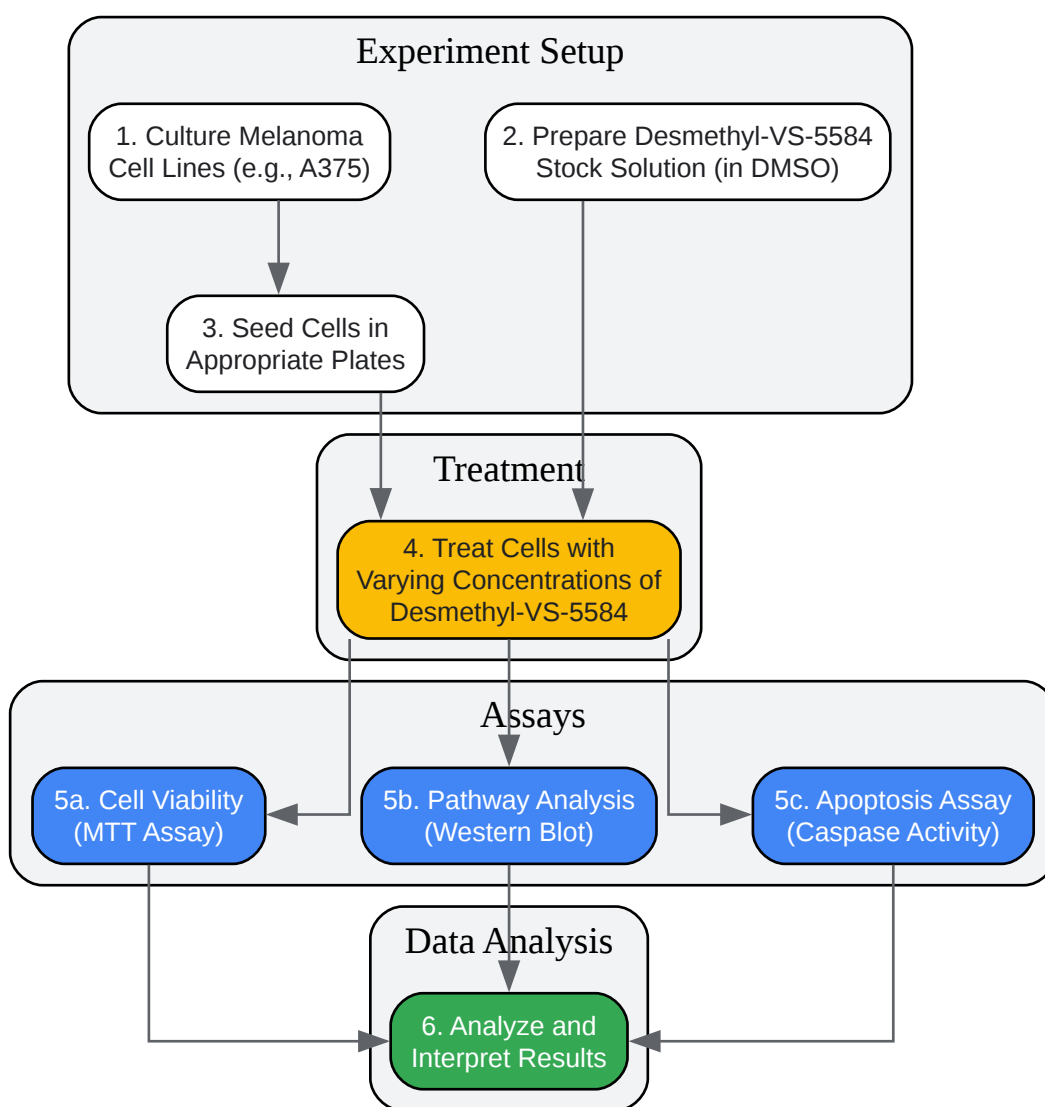 Experiment Setup
1. Culture Melanoma
Cell Lines (e.g., A375)
2. Prepare Desmethyl-VS-5584
Stock Solution (in DMSO)
3. Seed Cells in
Appropriate Plates
Treatment
4. Treat Cells with
Varying Concentrations of
Desmethyl-VS-5584
Assays
5a. Cell Viability
(MTT Assay)
5b. Pathway Analysis
(Western Blot)
5c. Apoptosis Assay
(Caspase Activity)
Data Analysis
6. Analyze and
Interpret Results